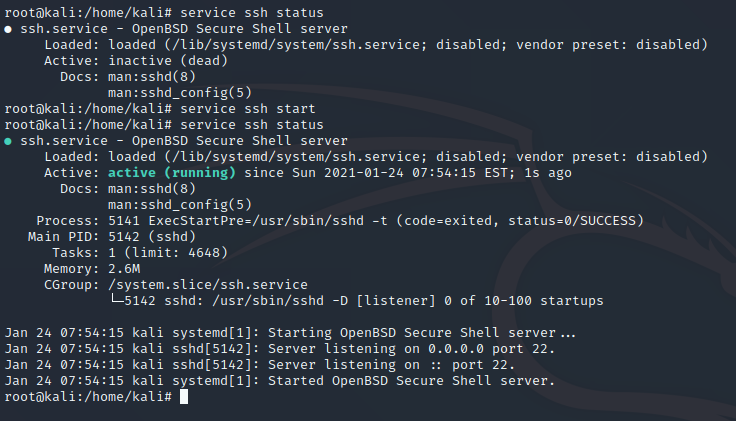 root@kali:/home/kali# service ssh status
● ssh.service - OpenBSD Secure Shell server
     Loaded: loaded (/lib/systemd/system/ssh.service; disabled; vendor preset: disabled)
     Active: inactive (dead)
       Docs: man:sshd(8)
             man:sshd_config(5)
root@kali:/home/kali# service ssh start
root@kali:/home/kali# service ssh status
● ssh.service - OpenBSD Secure Shell server
     Loaded: loaded (/lib/systemd/system/ssh.service; disabled; vendor preset: disabled)
     Active: active (running) since Sun 2021-01-24 07:54:15 EST; 1s ago
       Docs: man:sshd(8)
             man:sshd_config(5)
    Process: 5141 ExecStartPre=/usr/sbin/sshd -t (code=exited, status=0/SUCCESS)
   Main PID: 5142 (sshd)
      Tasks: 1 (limit: 4648)
     Memory: 2.6M
     CGroup: /system.slice/ssh.service
             └─5142 sshd: /usr/sbin/sshd -D [listener] 0 of 10-100 startups

Jan 24 07:54:15 kali systemd[1]: Starting OpenBSD Secure Shell server...
Jan 24 07:54:15 kali sshd[5142]: Server listening on 0.0.0.0 port 22.
Jan 24 07:54:15 kali sshd[5142]: Server listening on :: port 22.
Jan 24 07:54:15 kali systemd[1]: Started OpenBSD Secure Shell server.
root@kali:/home/kali#